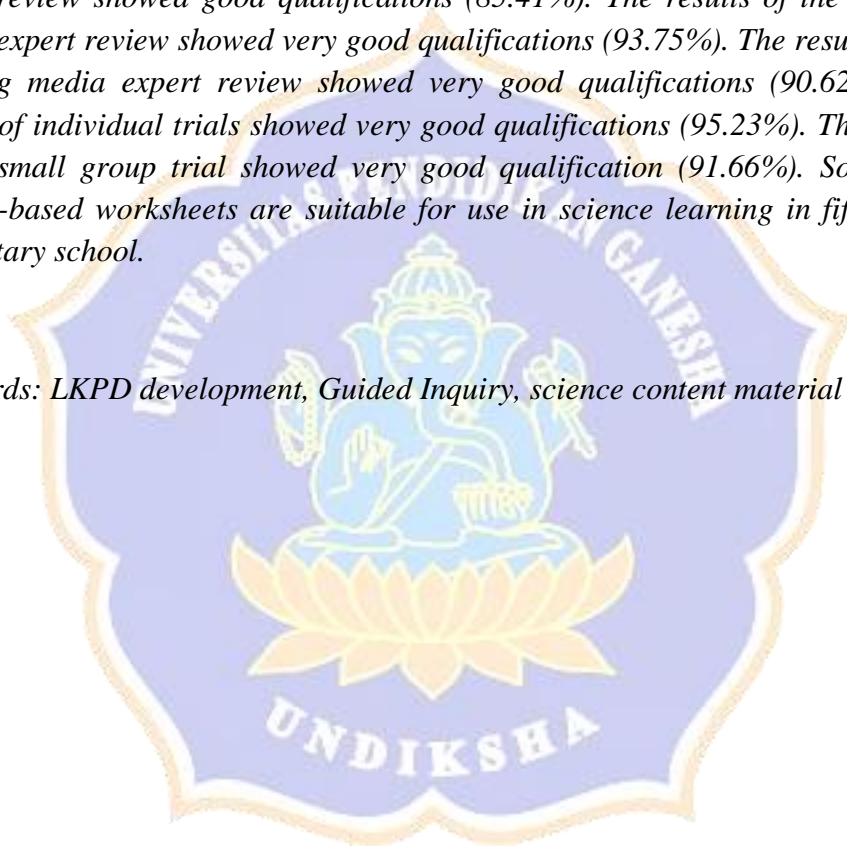 review showed good qualifications (85.41%). The results of the
expert review showed very good qualifications (93.75%). The resu
g media expert review showed very good qualifications (90.62
of individual trials showed very good qualifications (95.23%). Th
small group trial showed very good qualification (91.66%). So
-based worksheets are suitable for use in science learning in fif
tary school.
rds: LKPD development, Guided Inquiry, science content material
UNIVERSITAS PENDIDIKAN GANESHA
UNDIKSHA